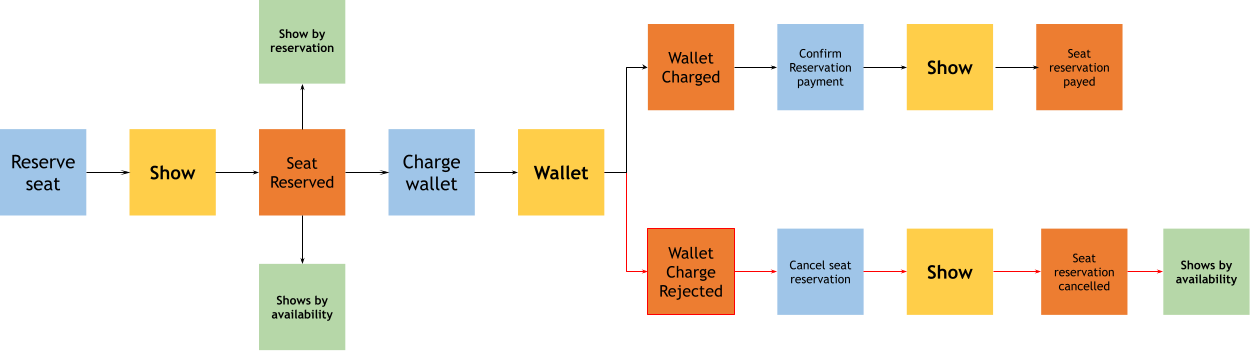 Show by
reservation
Reserve
seat
Show
Seat
Reserved
Shows by
availability
Charge
wallet
Wallet
Wallet
Charged
Confirm
Reservation
payment
Show
Seat
reservation
payed
Wallet
Charge
Rejected
Cancel seat
reservation
Show
Seat
reservation
cancelled
Shows by
availability